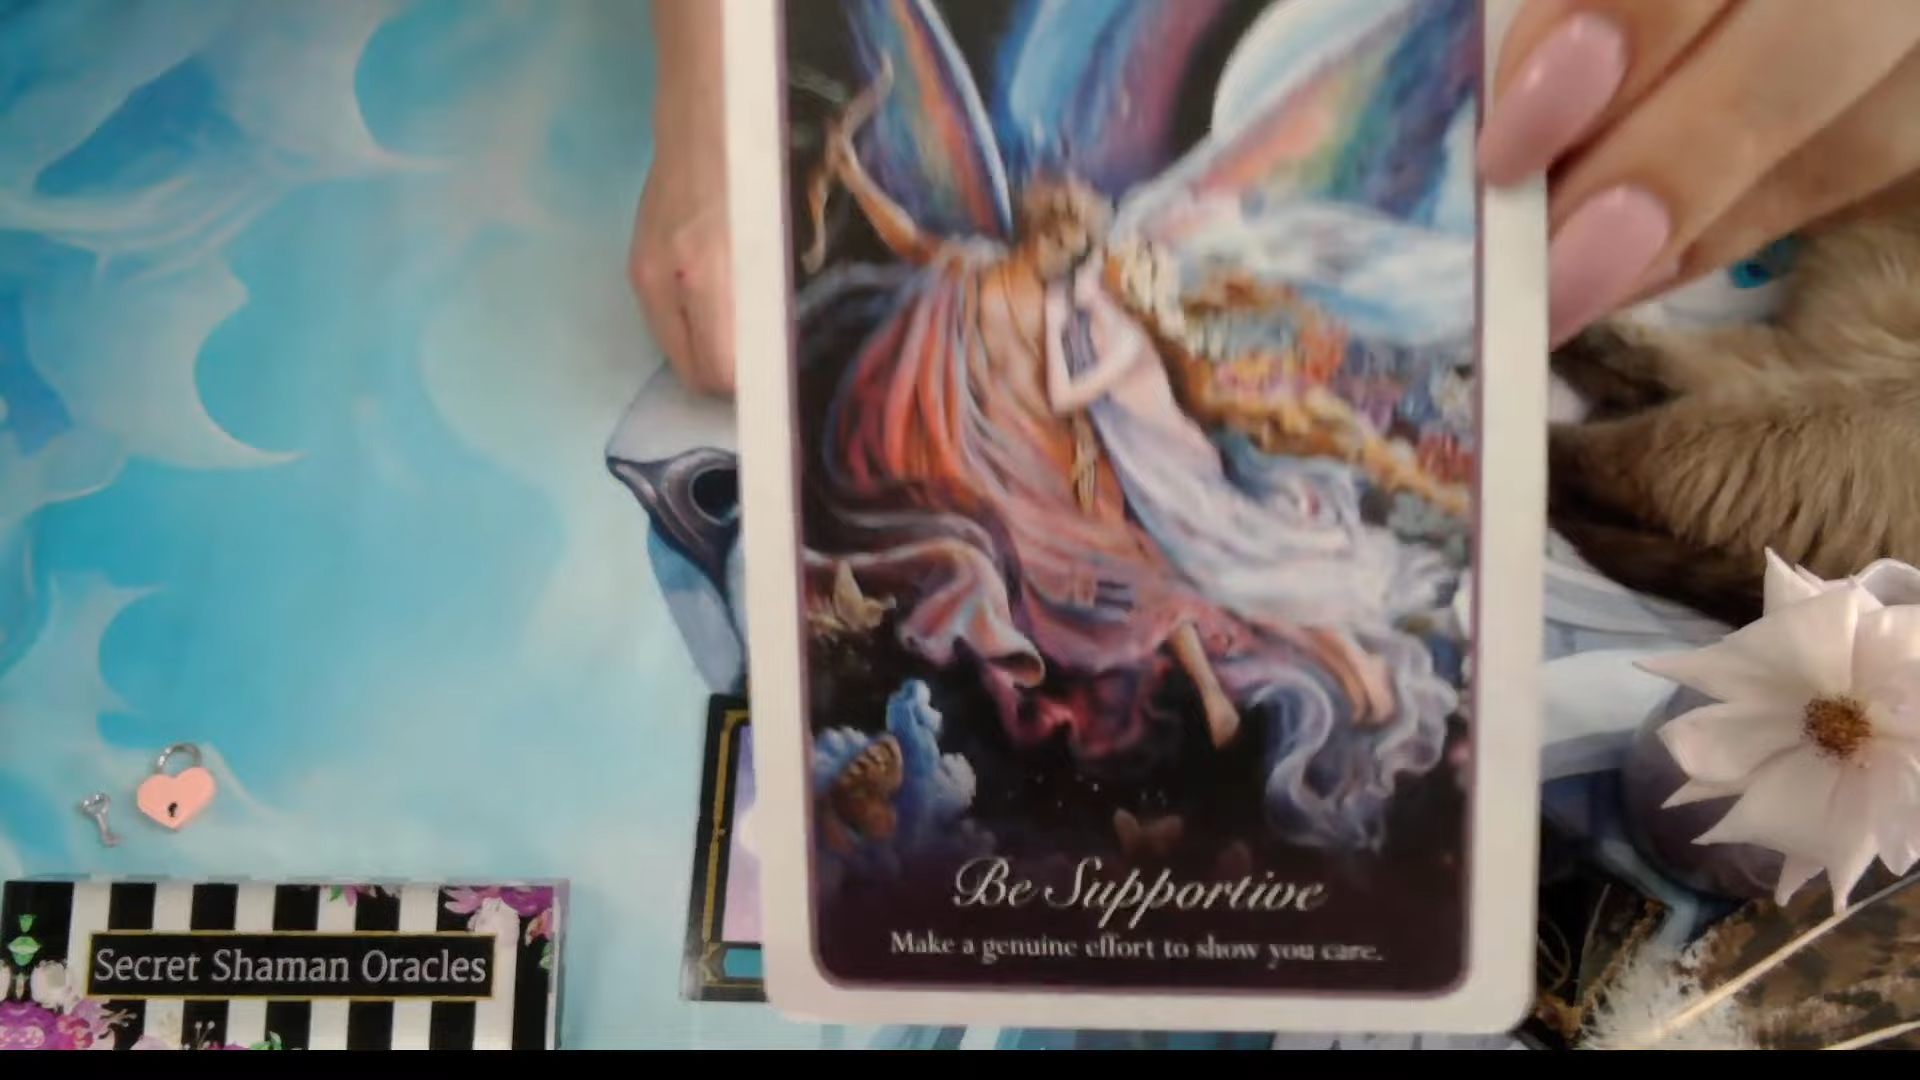 Be Supportive
Make a genuine effort to show you care.
Secret Shaman Oracles